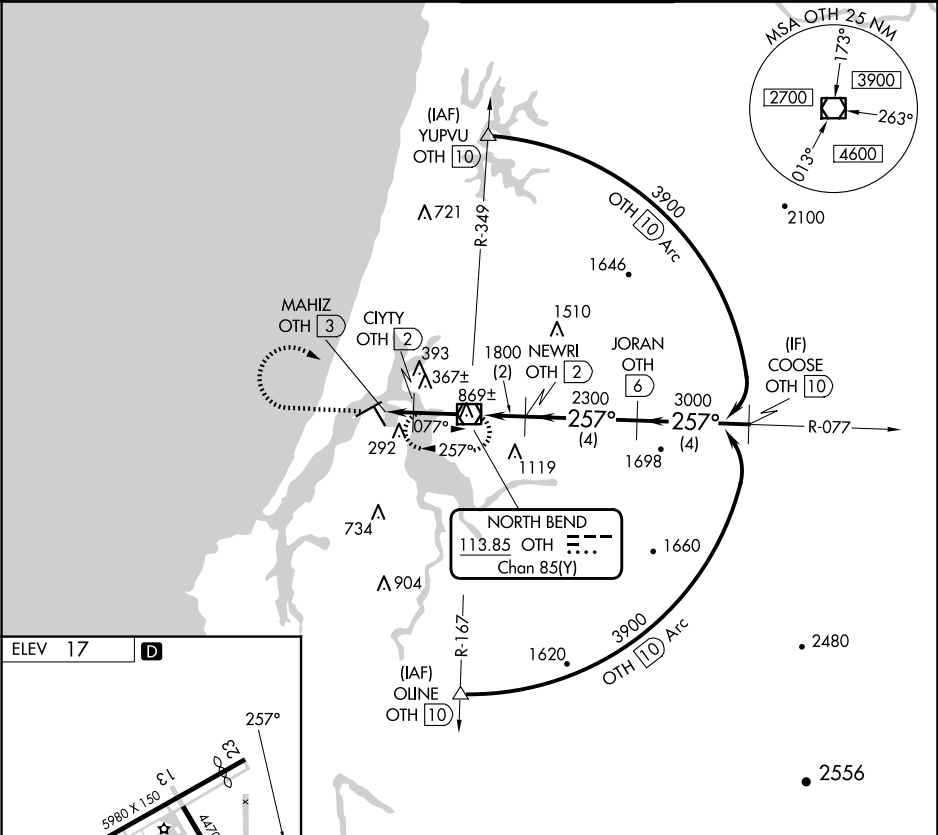 MSA OTH 25 NM
173°
3900
2700
263°
4600
013°
(IAF)
YUPVU
OTH 10
3900
OTH 10 Arc
2100
721
R-349
1646
MAHIZ
OTH 3
CIYTY
OTH 2
1510
393
367±
1800
(2)
NEWRI
OTH 2
JORAN
OTH
6
(IF)
COOSE
OTH 10
869±
2300
257°
(4)
3000
257°
(4)
R-077
077°
257°
292
1119
1698
734
NORTH BEND
113.85 OTH
Chan 85(Y)
1660
904
R-167
3900
OTH 10 Arc
1620
2480
(IAF)
OLINE
OTH 10
2556
ELEV 17
D
257°
23
13
5980 X 150